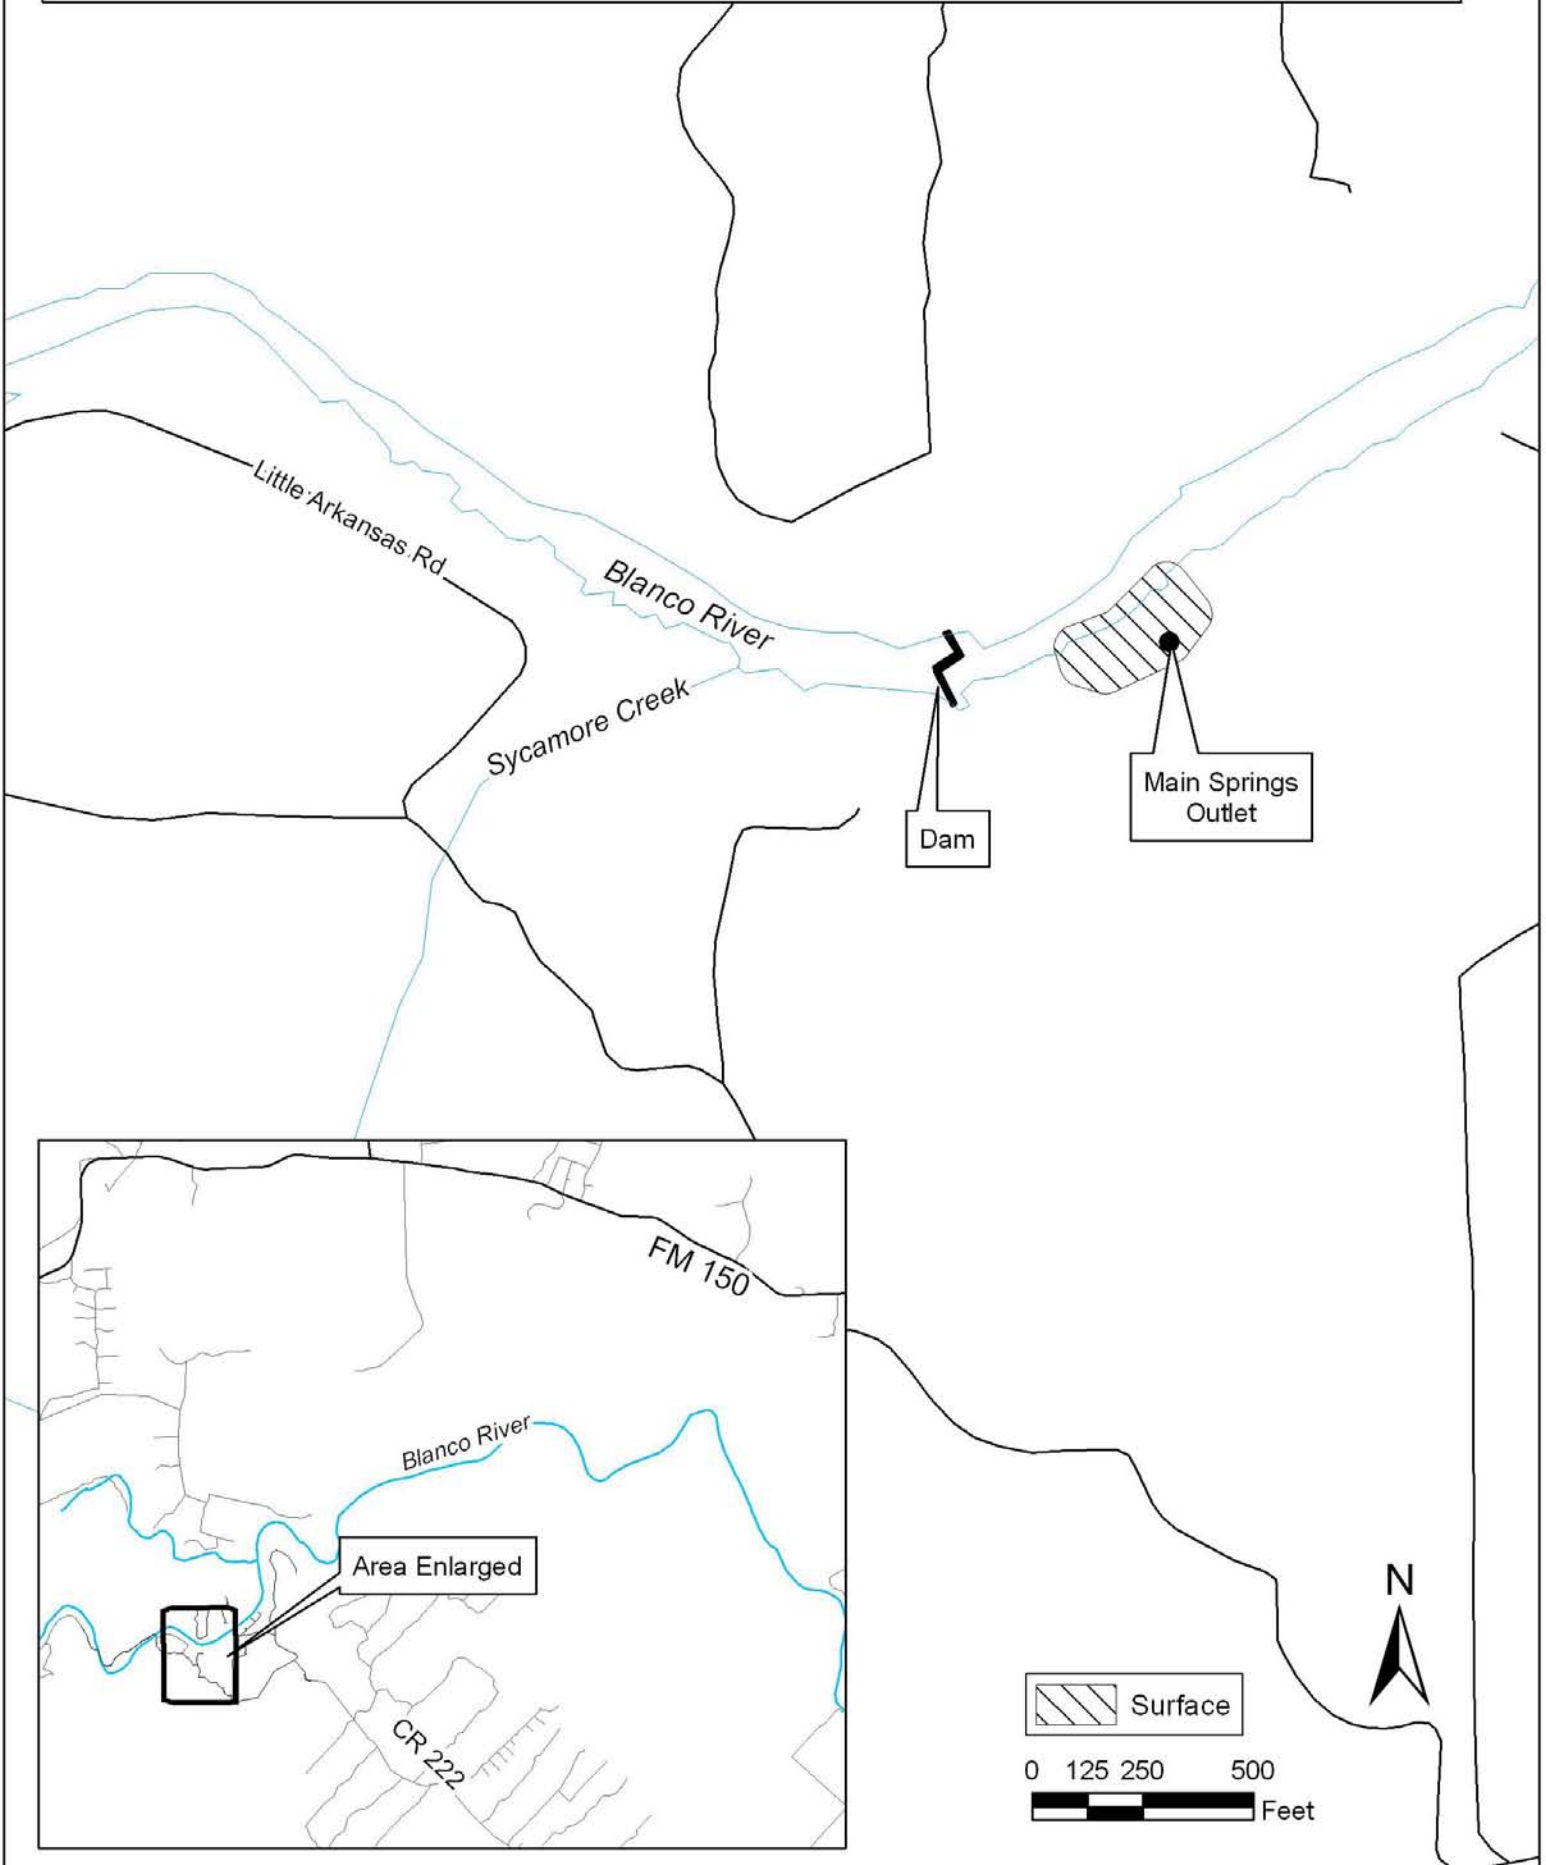 Little Arkansas Rd
Blanco River
Sycamore Creek
Main Springs
Outlet
Dam
FM 150
Blanco River
Area Enlarged
CR 222
N
Surface
0 125 250 500
Feet